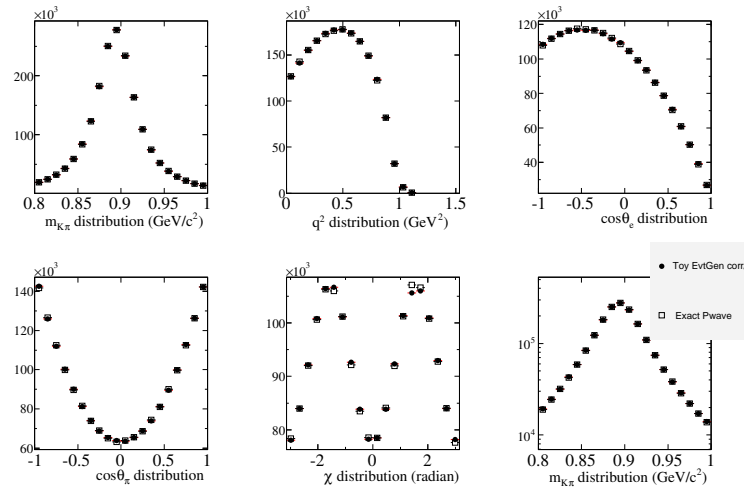 ×10³
300
200
100
0.8 0.85 0.9 0.95 1
m_Kπ distribution (GeV/c²)
×10³
150
100
50
0
0 0.5 1 1.5
q² distribution (GeV²)
×10³
120
100
80
60
40
-1 -0.5 0 0.5 1
cosθ_e distribution
×10³
140
120
100
80
60
-1 -0.5 0 0.5 1
cosθ_π distribution
×10³
100
90
80
-2 0 2
χ distribution (radian)
Toy EvtGen corr.
Exact Pwave
10⁵
10⁴
0.8 0.85 0.9 0.95 1
m_Kπ distribution (GeV/c²)